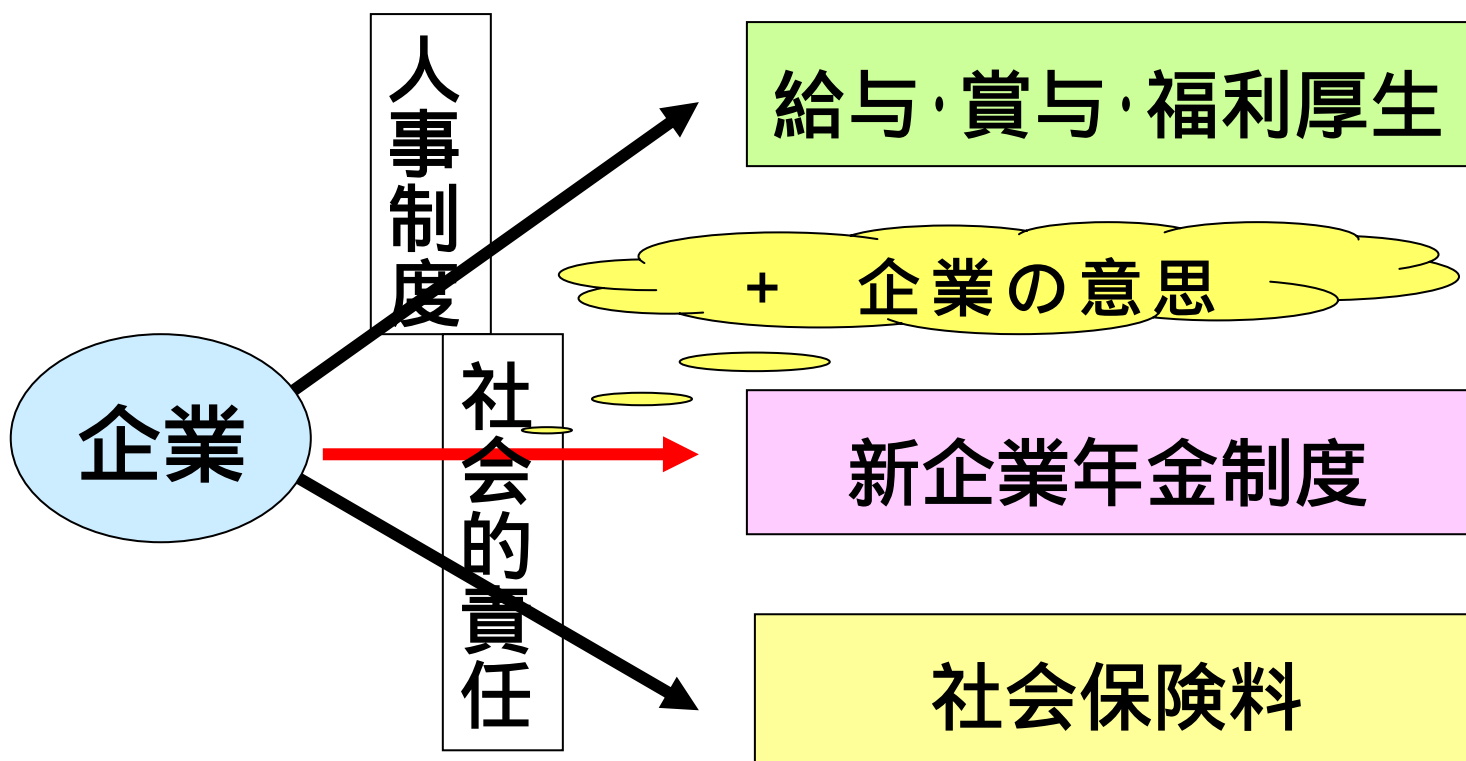 人事制度
給与・賞与・福利厚生
+ 企業の意思
社会的責任
企業
新企業年金制度
社会保険料